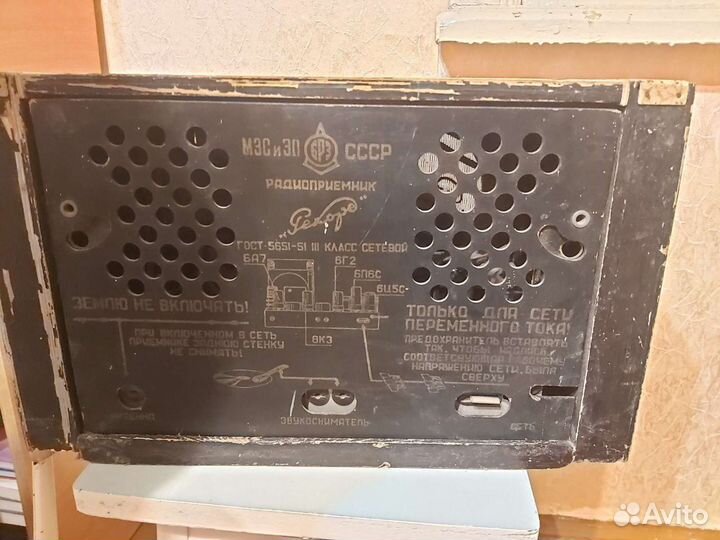 МЭС и ЭП БРЗ СССР
РАДИОПРИЕМНИК
"Рекорд"
ГОСТ-5651-51 III КЛАСС СЕТЕВОЙ
6А7
6Г2
6П6С
6Ц5С
6К3
ЗЕМЛЮ НЕ ВКЛЮЧАТЬ!
ПРИ ВКЛЮЧЕННОМ В СЕТЬ
ПРИЕМНИКЕ ЗАДНЮЮ СТЕНКУ
НЕ СНИМАТЬ!
ТОЛЬКО ДЛЯ СЕТИ
ПЕРЕМЕННОГО ТОКА!
ПРЕДОХРАНИТЕЛЬ ВСТАВЛЯТЬ
ТАК, ЧТОБЫ НАДПИСЬ,
СООТВЕТСТВУЮЩАЯ РАБОЧЕМУ
НАПРЯЖЕНИЮ СЕТИ, БЫЛА
СВЕРХУ
АНТЕННА
ЗВУКОСНИМАТЕЛЬ
СЕТЬ
Avito